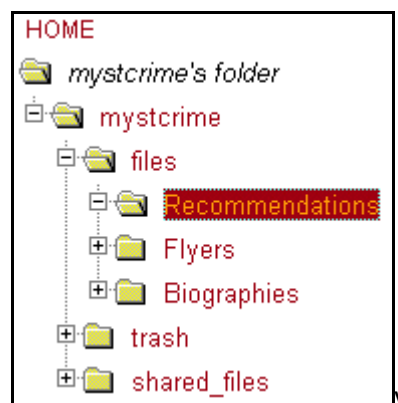 HOME
mystcrime's folder
mystcrime
files
Recommendations
Flyers
Biographies
trash
shared_files